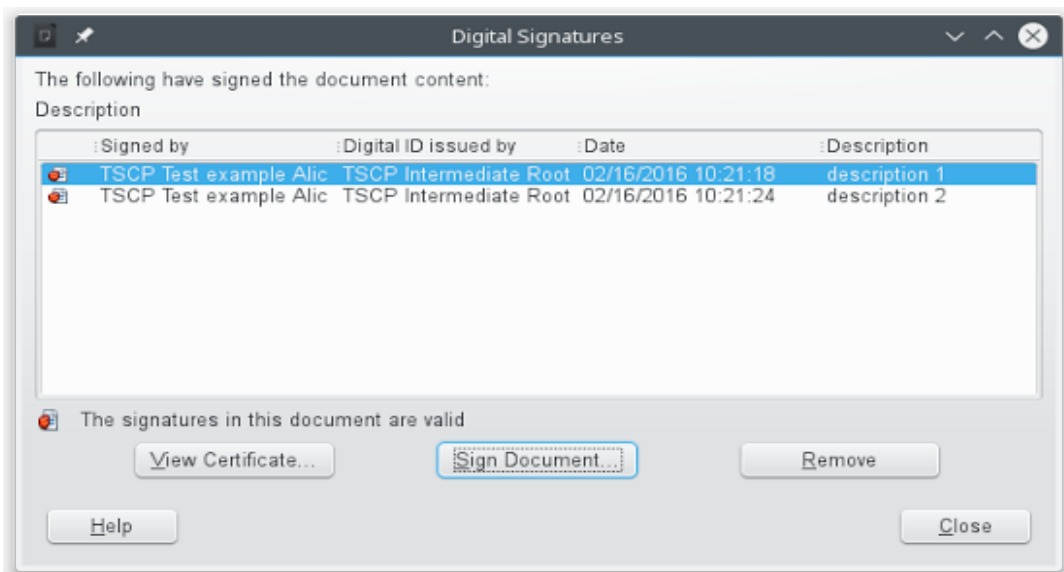 Digital Signatures
The following have signed the document content:
Description
Signed by Digital ID issued by Date Description
TSCP Test example Alic TSCP Intermediate Root 02/16/2016 10:21:18 description 1
TSCP Test example Alic TSCP Intermediate Root 02/16/2016 10:21:24 description 2
The signatures in this document are valid
View Certificate... Sign Document... Remove
Help Close